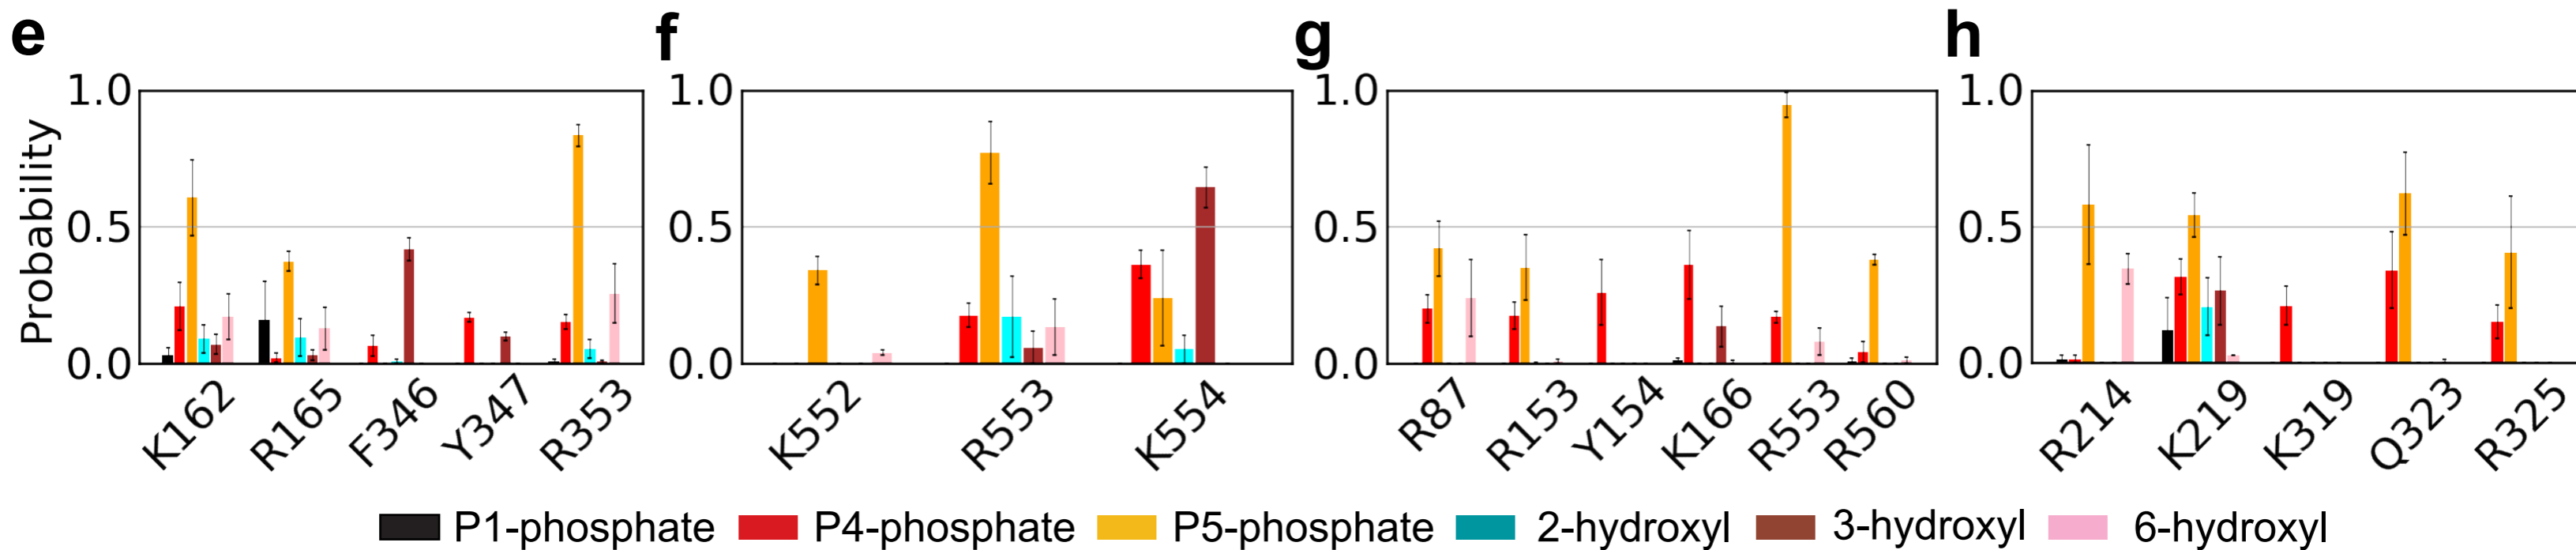 e f g h
Probability
1.0 1.0 1.0 1.0
0.5 0.5 0.5 0.5
0.0 0.0 0.0 0.0
K162 R165 F346 Y347 R353 K552 R553 K554 R87 R153 Y154 K166 R553 R560 R214 K219 K319 Q323 R325
P1-phosphate P4-phosphate P5-phosphate 2-hydroxyl 3-hydroxyl 6-hydroxyl